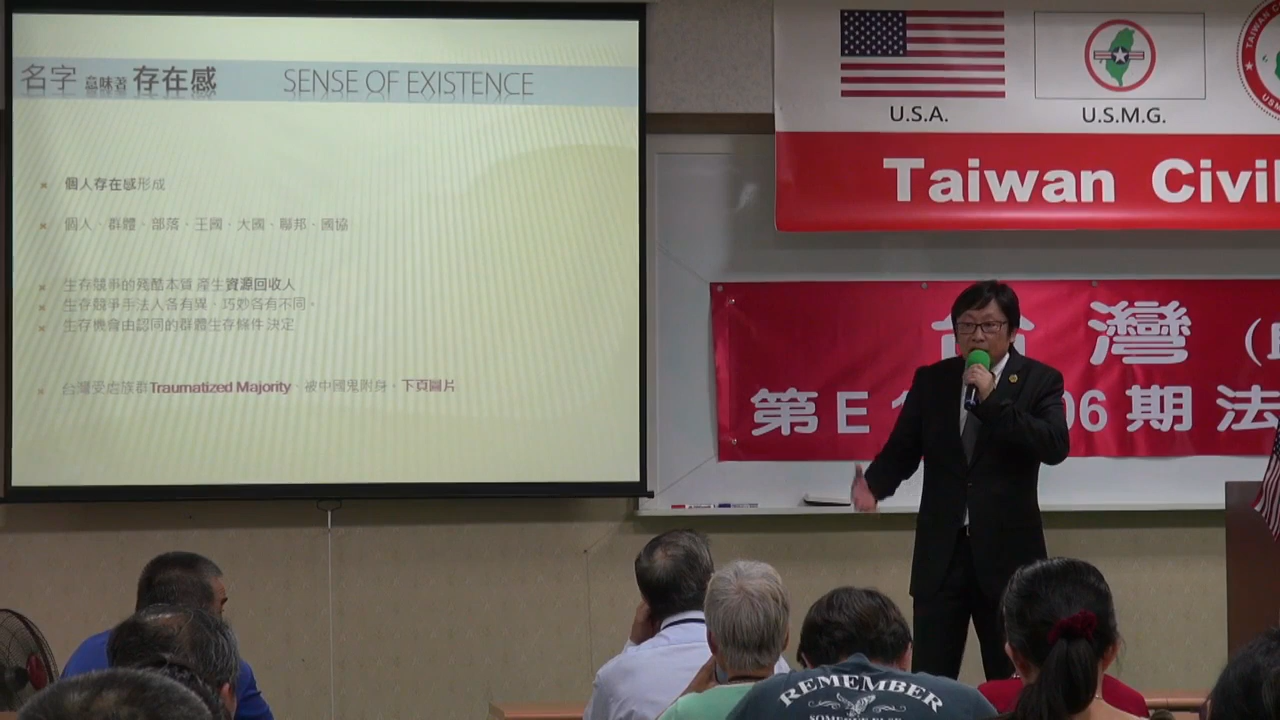 名字 意味著 存在感 SENSE OF EXISTENCE
個人存在感形成
個人、群體、部落、王國、大國、聯邦、國協
生存競爭的殘酷本質 產生資源回收人
生存競爭手法人各有異、巧妙各有不同。
生存機會由認同的群體生存條件決定
台灣受虐族群Traumatized Majority、被中國鬼附身。下頁圖片
U.S.A.
U.S.M.G.
TAIWAN
Taiwan Civil
台灣
第E 06期法
REMEMBER
SOMEONE ELSE